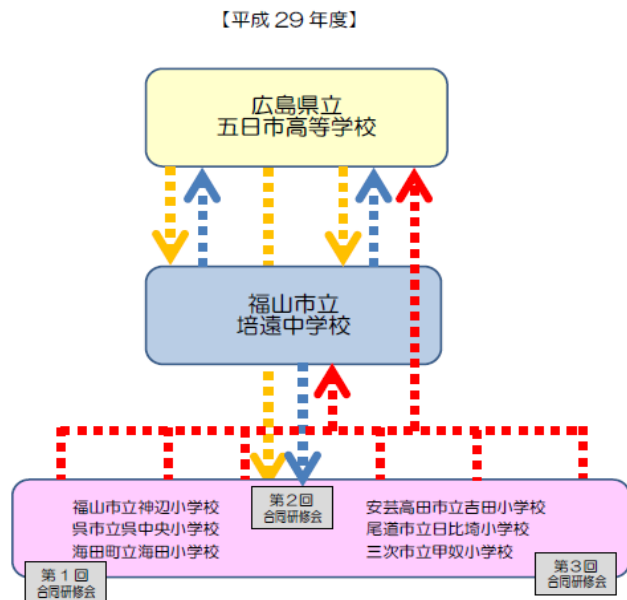 【平成29年度】
広島県立
五日市高等学校
福山市立
培遠中学校
福山市立神辺小学校
呉市立呉中央小学校
海田町立海田小学校
第2回
合同研修会
安芸高田市立吉田小学校
尾道市立日比崎小学校
三次市立甲奴小学校
第1回
合同研修会
第3回
合同研修会